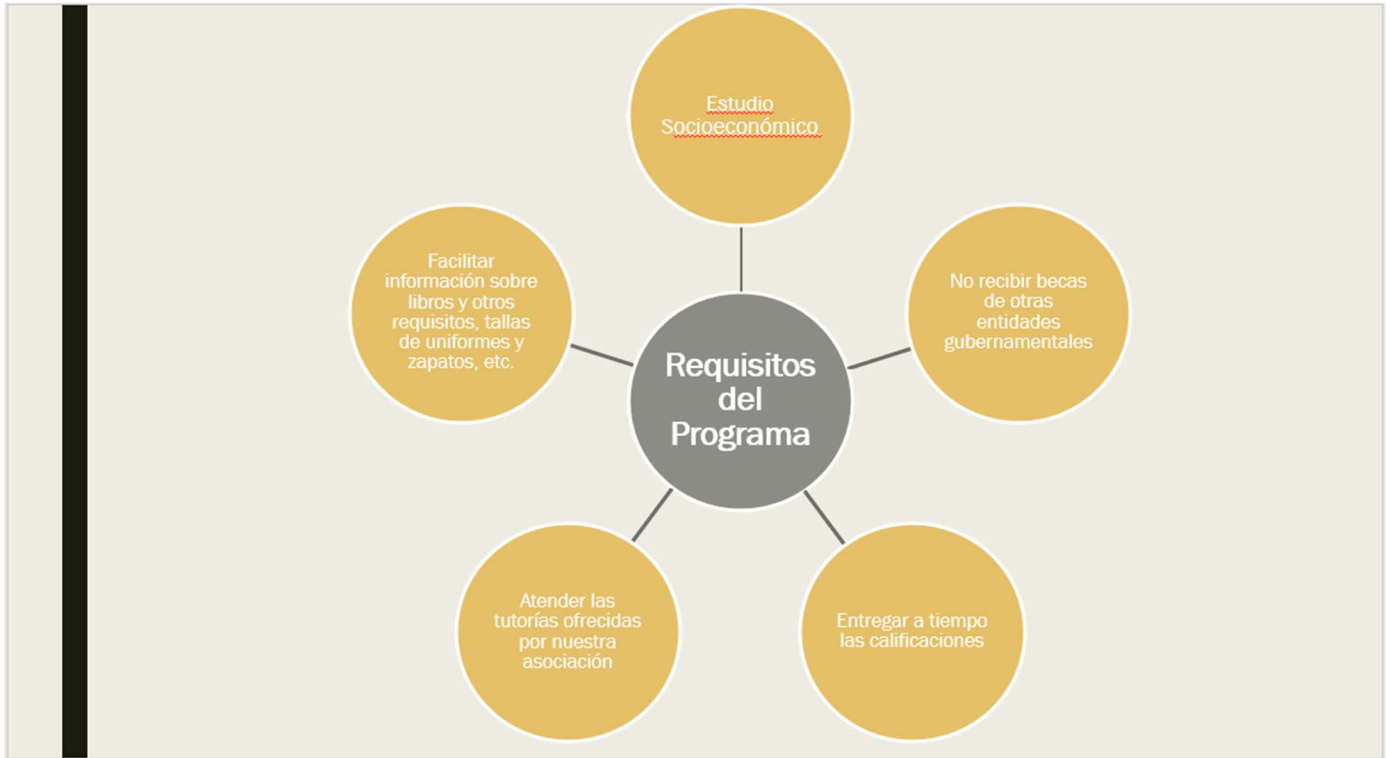 Estudio
Socioeconómico
Facilitar
información sobre
libros y otros
requisitos, tallas
de uniformes y
zapatos, etc.
No recibir becas
de otras
entidades
gubernamentales
Requisitos
del
Programa
Atender las
tutorías ofrecidas
por nuestra
asociación
Entregar a tiempo
las calificaciones